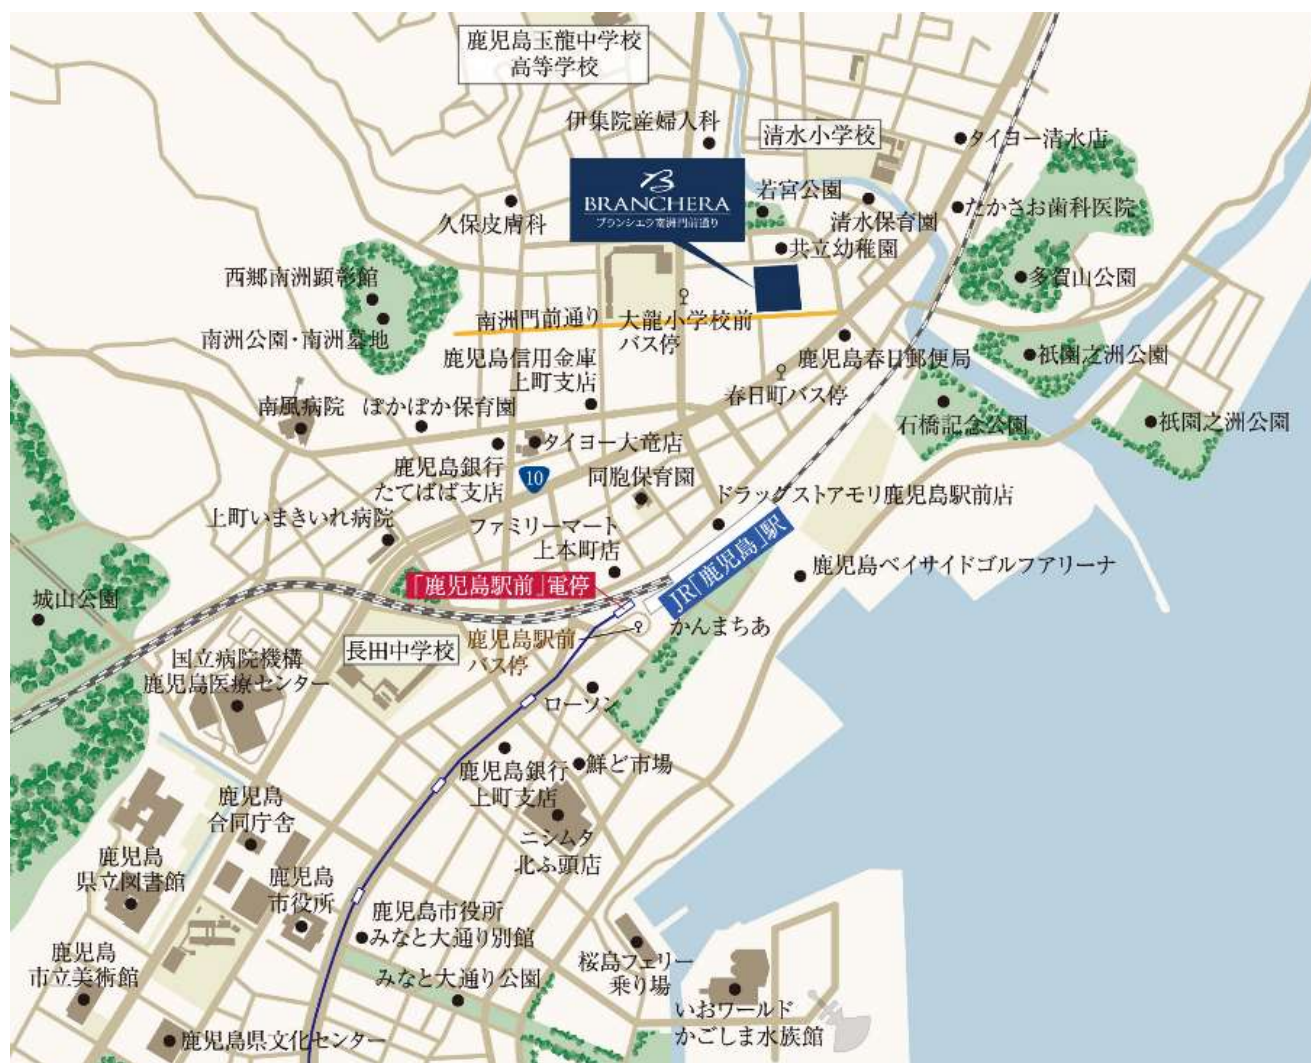 鹿児島玉龍中学校
高等学校
伊集院産婦人科
清水小学校
タイヨー清水店
BRANCHERA
ブランシェラ南洲門前通り
若宮公園
久保皮膚科
清水保育園
たかさお歯科医院
共立幼稚園
西郷南洲顕彰館
多賀山公園
南洲公園・南洲墓地
南洲門前通り
大龍小学校前
バス停
鹿児島信用金庫
上町支店
鹿児島春日郵便局
祇園之洲公園
春日町バス停
南風病院
ぽかぽか保育園
石橋記念公園
祇園之洲公園
タイヨー大竜店
鹿児島銀行
たてばば支店
10
同胞保育園
ドラッグストアモリ鹿児島駅前店
上町いまきいれ病院
ファミリーマート
上本町店
「鹿児島駅前」電停
JR「鹿児島」駅
鹿児島ベイサイドゴルフアリーナ
城山公園
かんまちあ
鹿児島駅前
バス停
長田中学校
国立病院機構
鹿児島医療センター
ローソン
鹿児島銀行
上町支店
鮮ど市場
鹿児島
合同庁舎
ニシムタ
北ふ頭店
鹿児島
県立図書館
鹿児島
市役所
鹿児島市役所
みなと大通り別館
鹿児島
市立美術館
みなと大通り公園
桜島フェリー
乗り場
いおワールド
かごしま水族館
鹿児島県文化センター